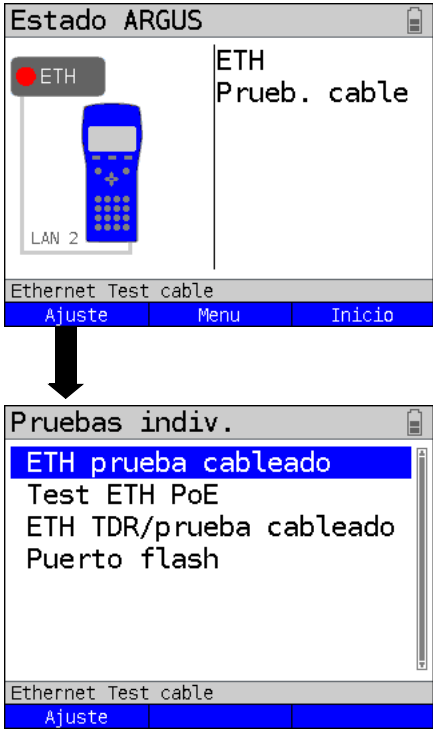 Estado ARGUS
ETH
ETH
Prueb. cable
LAN 2
Ethernet Test cable
Ajuste Menu Inicio
Pruebas indiv.
ETH prueba cableado
Test ETH PoE
ETH TDR/prueba cableado
Puerto flash
Ethernet Test cable
Ajuste